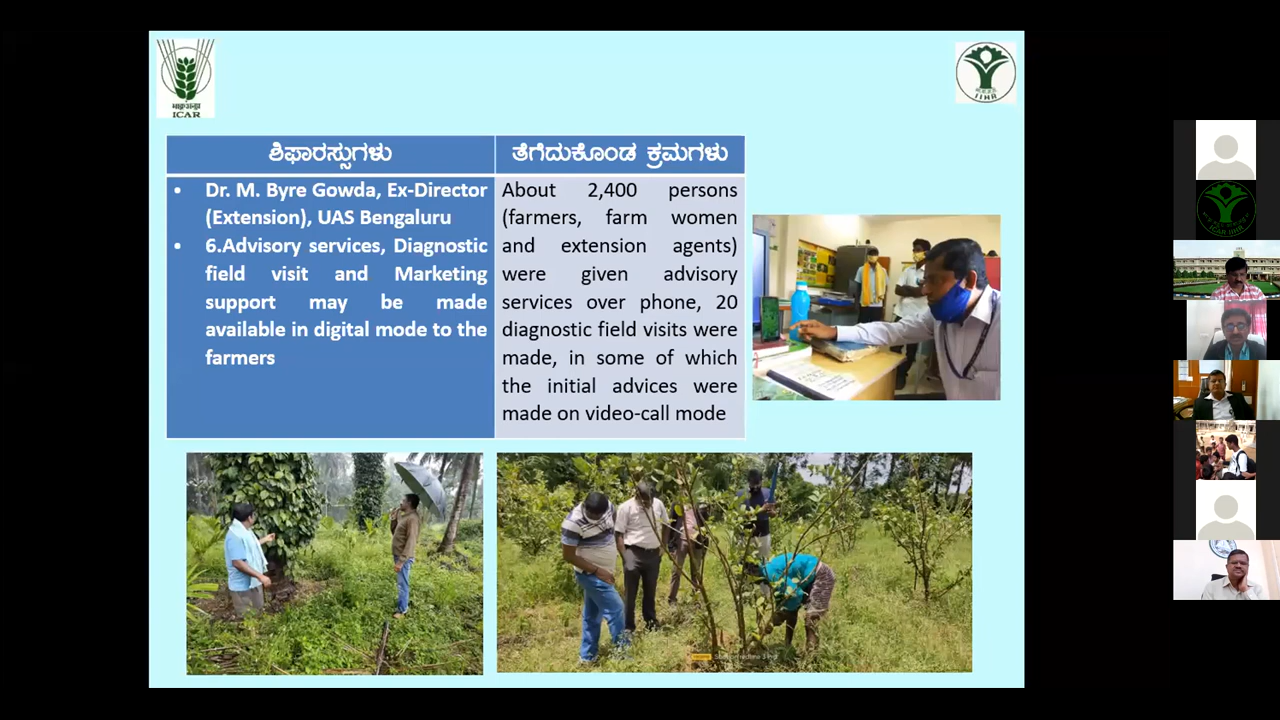 ICAR
IIHR
ಶಿಫಾರಸ್ಸುಗಳು
ತೆಗೆದುಕೊಂಡ ಕ್ರಮಗಳು
• Dr. M. Byre Gowda, Ex-Director
(Extension), UAS Bengaluru
• 6.Advisory services, Diagnostic
field visit and Marketing
support may be made
available in digital mode to the
farmers
About 2,400 persons
(farmers, farm women
and extension agents)
were given advisory
services over phone, 20
diagnostic field visits were
made, in some of which
the initial advices were
made on video-call mode